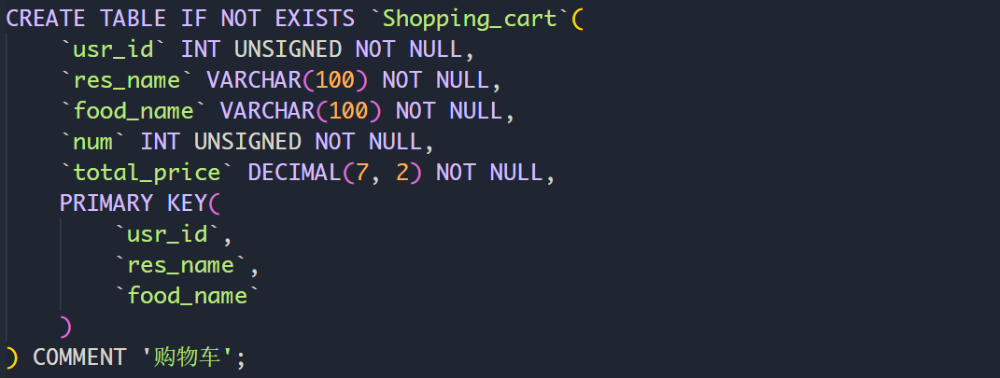 CREATE TABLE IF NOT EXISTS `Shopping_cart`(
    `usr_id` INT UNSIGNED NOT NULL,
    `res_name` VARCHAR(100) NOT NULL,
    `food_name` VARCHAR(100) NOT NULL,
    `num` INT UNSIGNED NOT NULL,
    `total_price` DECIMAL(7, 2) NOT NULL,
    PRIMARY KEY(
        `usr_id`,
        `res_name`,
        `food_name`
    )
) COMMENT '购物车';